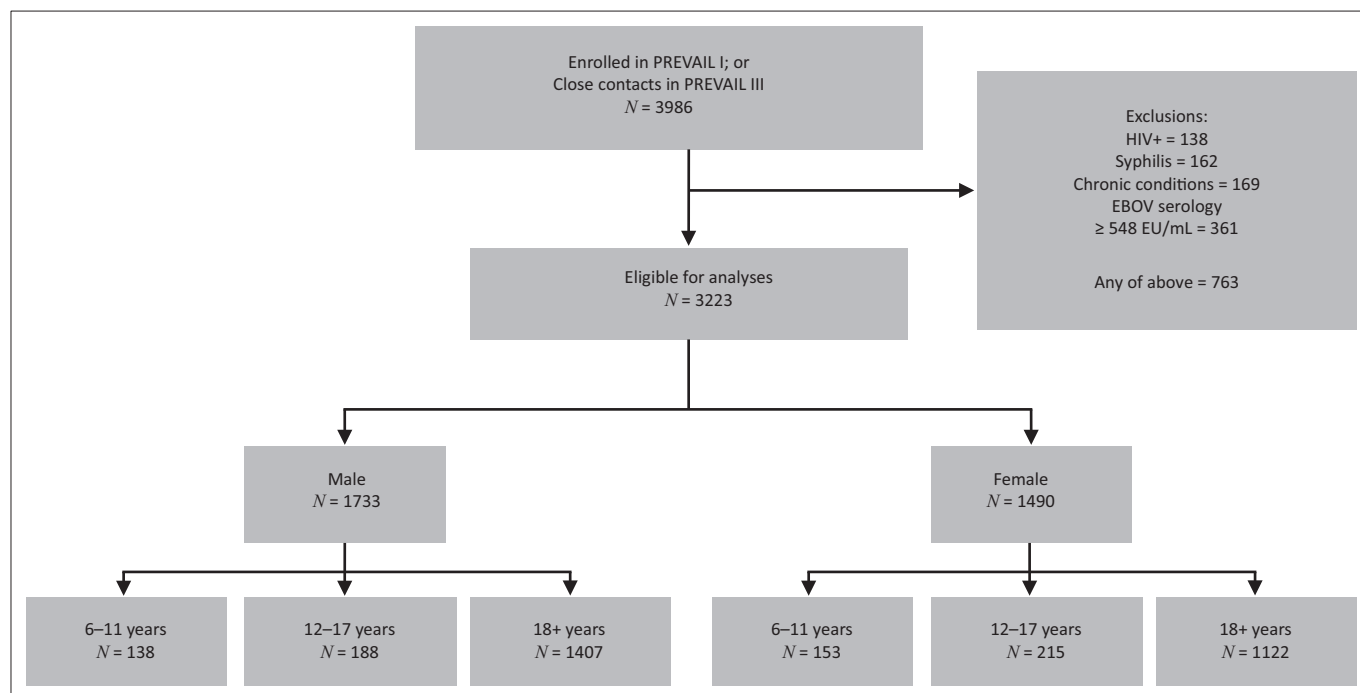 Enrolled in PREVAIL I; or
Close contacts in PREVAIL III
N = 3986
Exclusions:
HIV+ = 138
Syphilis = 162
Chronic conditions = 169
EBOV serology
≥ 548 EU/mL = 361
Any of above = 763
Eligible for analyses
N = 3223
Male
N = 1733
Female
N = 1490
6–11 years
N = 138
12–17 years
N = 188
18+ years
N = 1407
6–11 years
N = 153
12–17 years
N = 215
18+ years
N = 1122